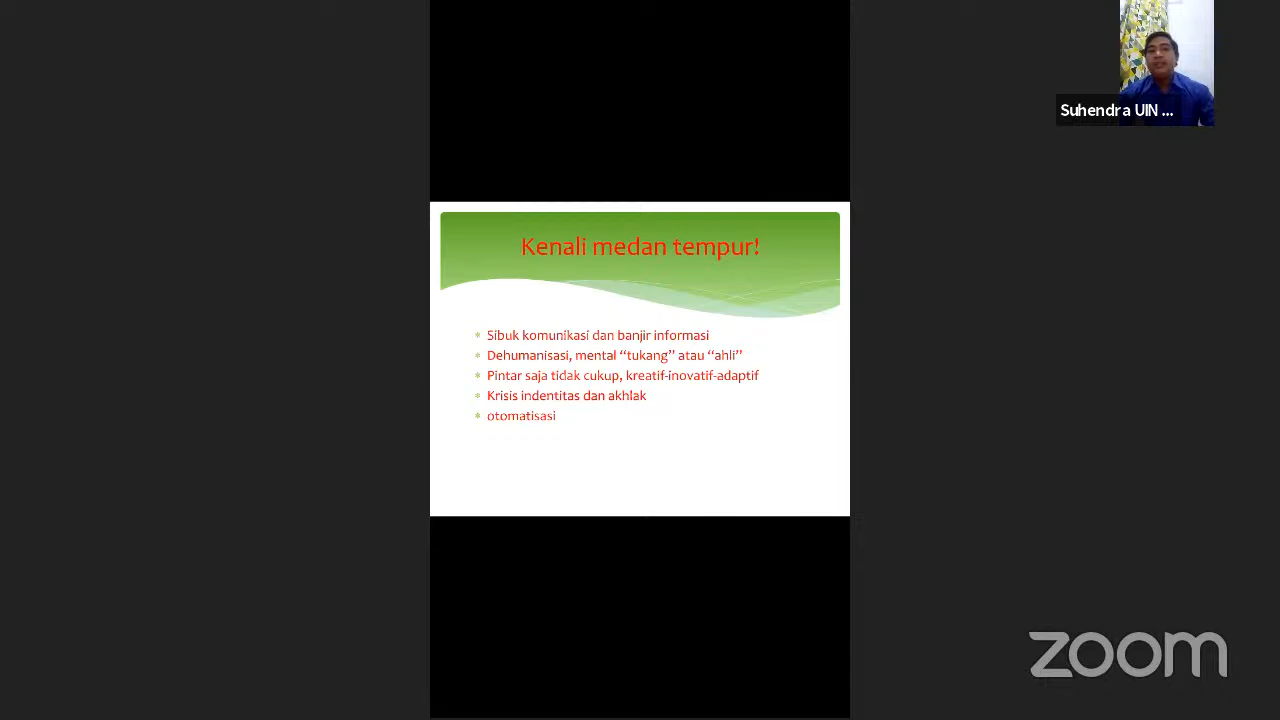 Suhendra UIN ...
Kenali medan tempur!
Sibuk komunikasi dan banjir informasi
Dehumanisasi, mental “tukang” atau “ahli”
Pintar saja tidak cukup, kreatif-inovatif-adaptif
Krisis indentitas dan akhlak
otomatisasi
zoom